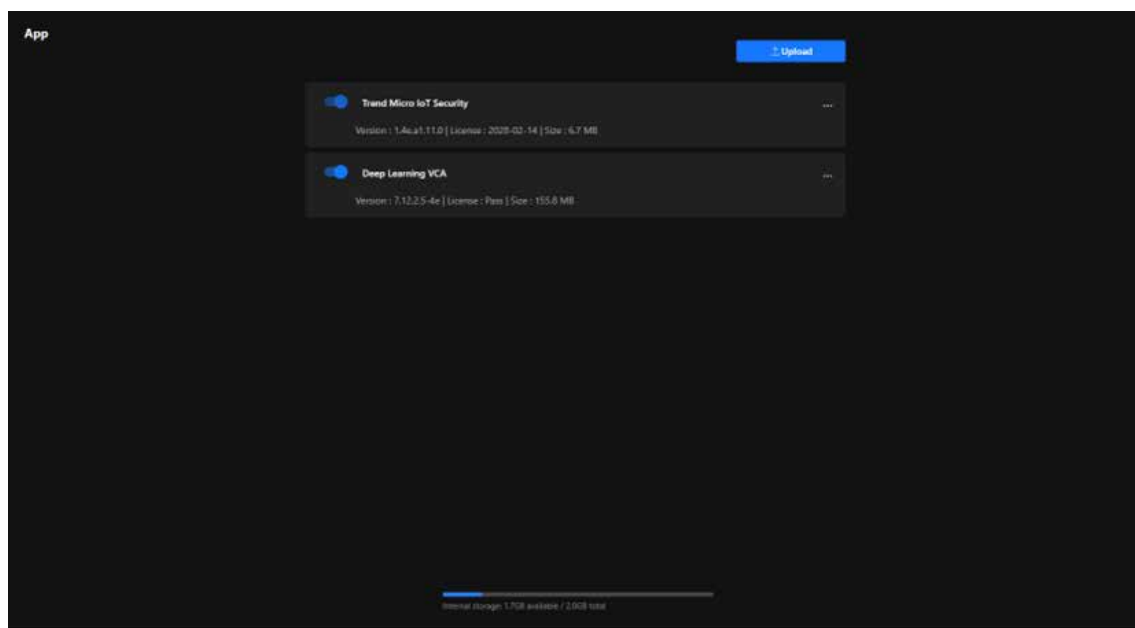 App
Upload
Trend Micro IoT Security
...
Version : 1.4e.a1.11.0 | License : 2028-02-14 | Size : 6.7 MB
Deep Learning VCA
...
Version : 7.12.2.5-4e | License : Pass | Size : 155.8 MB
Internal storage: 1.7GB available / 2.0GB total